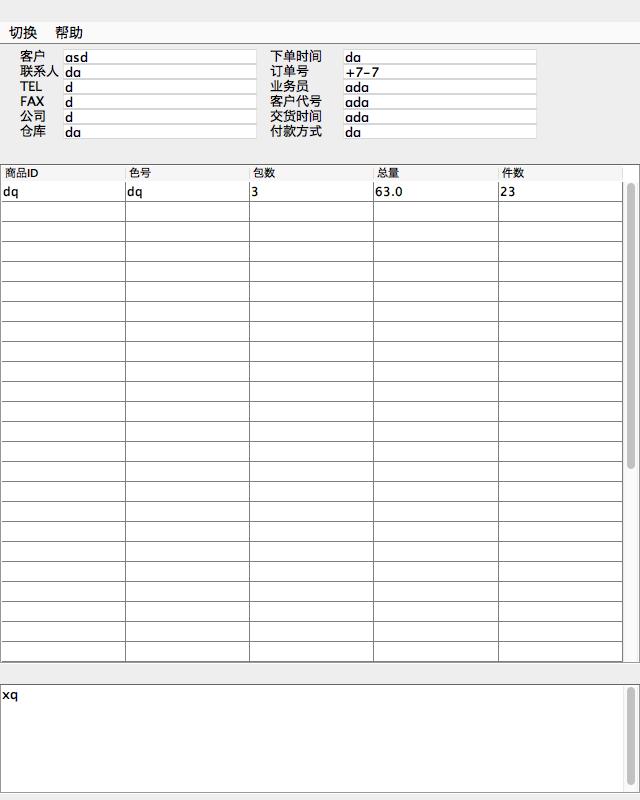 切换 帮助
客户 asd 下单时间 da
联系人 da 订单号 +7-7
TEL d 业务员 ada
FAX d 客户代号 ada
公司 d 交货时间 ada
仓库 da 付款方式 da
商品ID 色号 包数 总量 件数
dq dq 3 63.0 23
xq